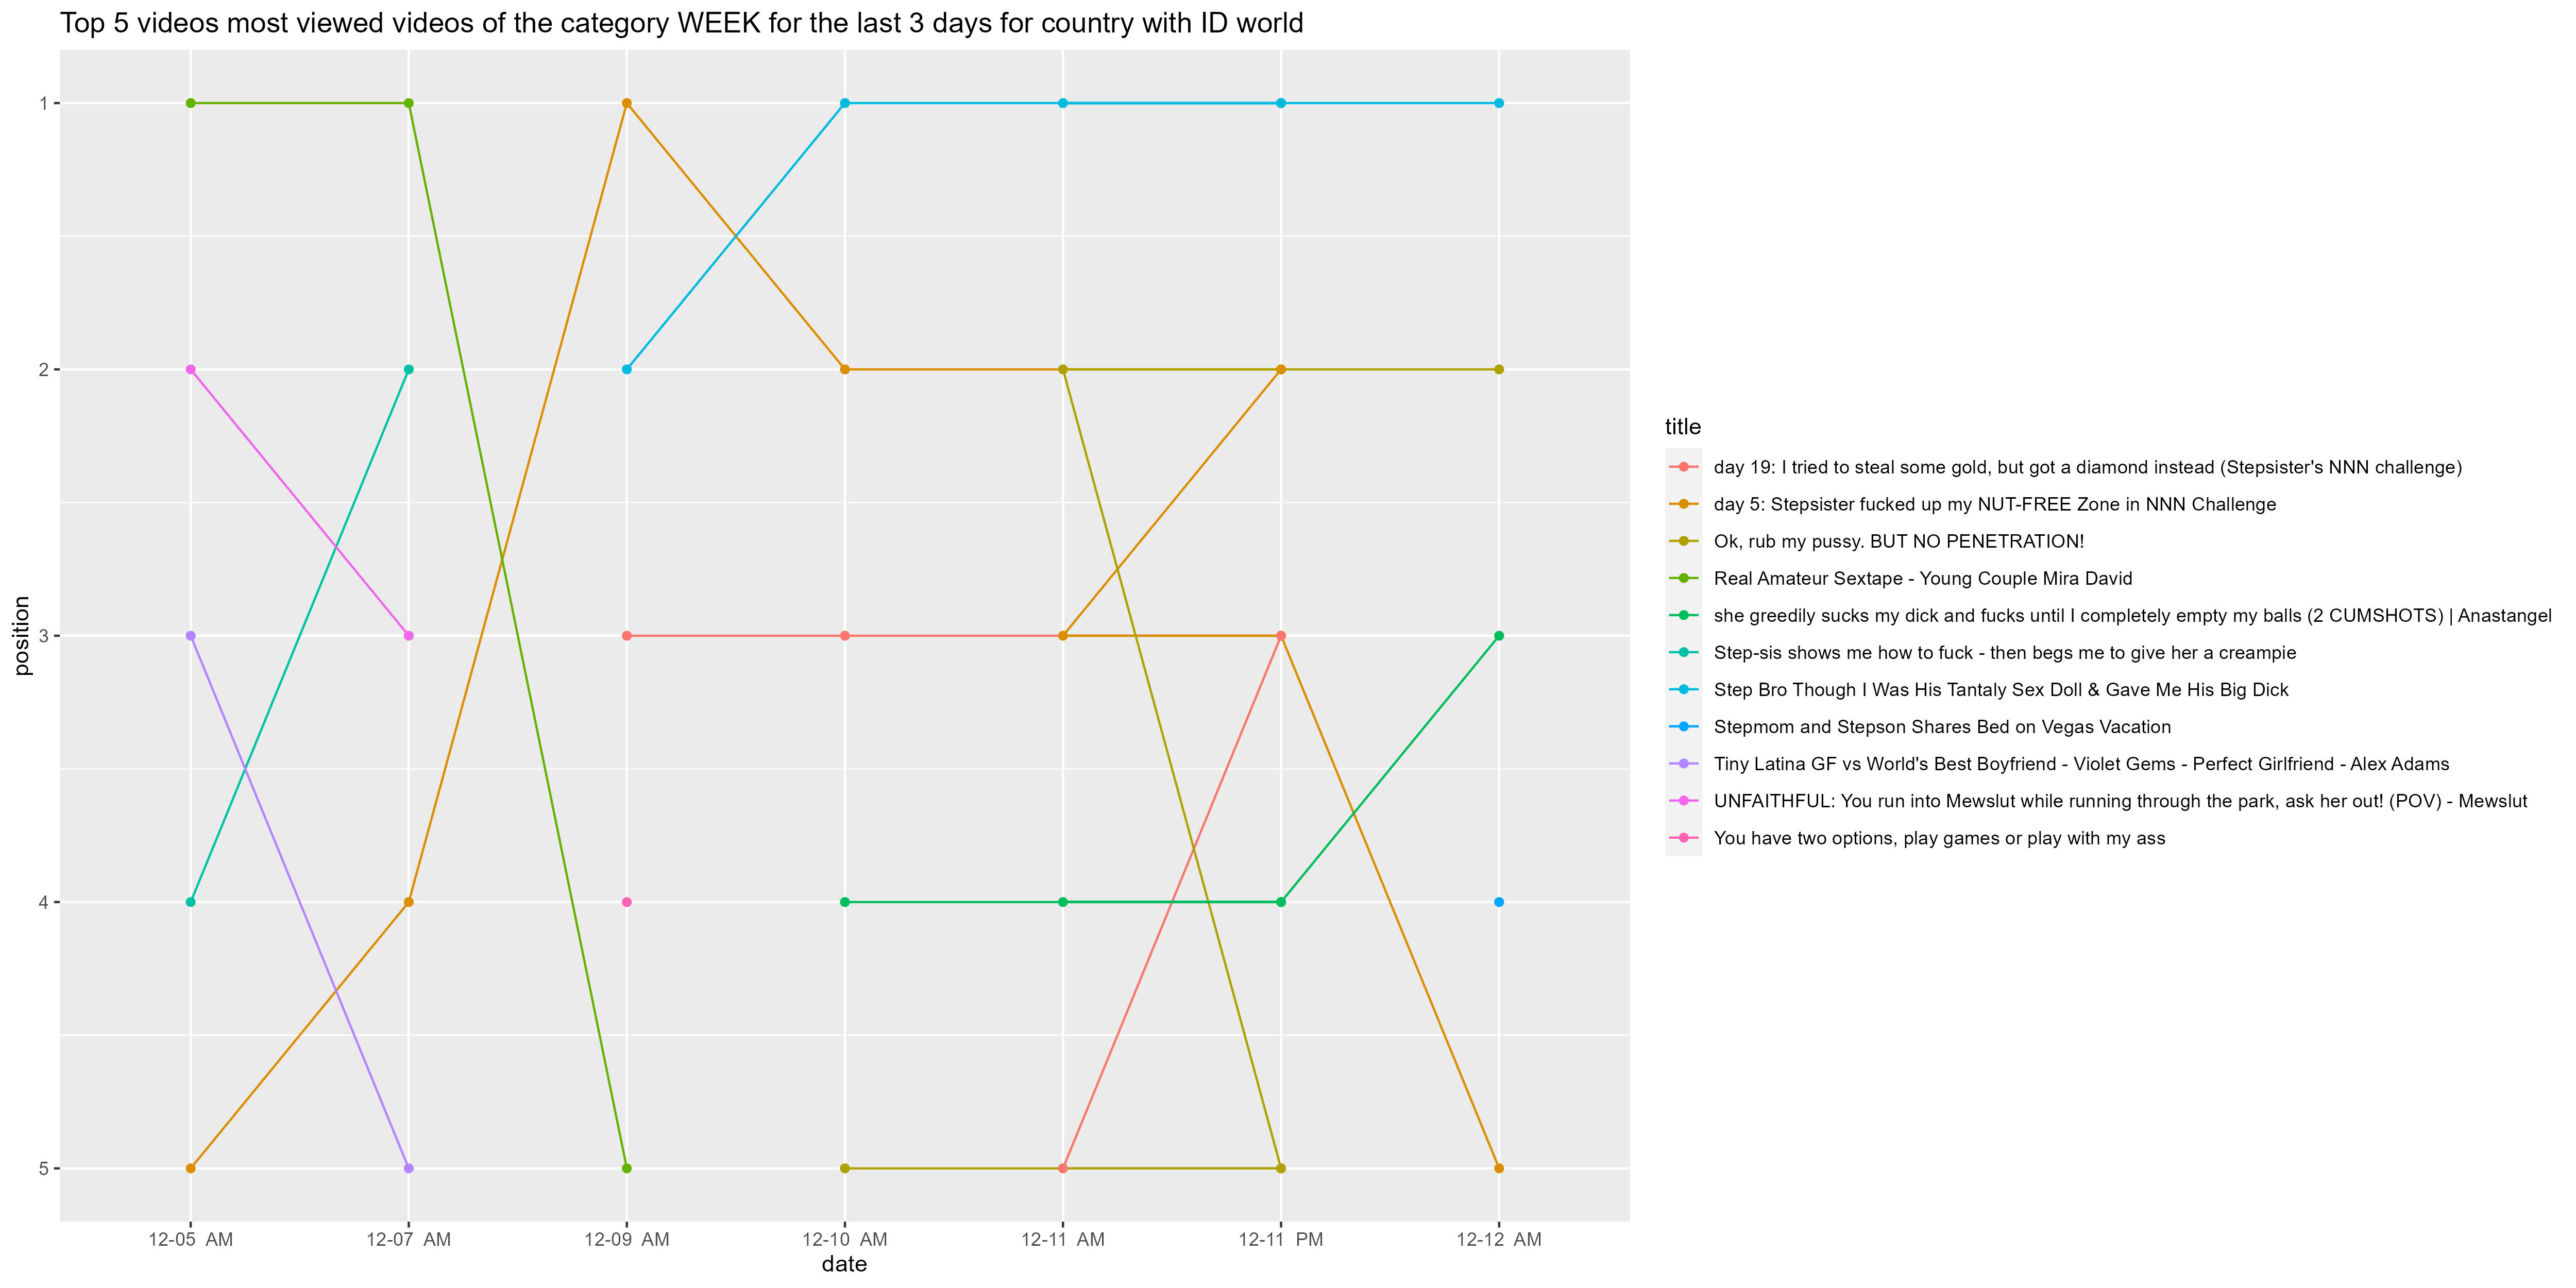 Top 5 videos most viewed videos of the category WEEK for the last 3 days for country with ID world
position
1
2
3
4
5
12-05 AM
12-07 AM
12-09 AM
12-10 AM
12-11 AM
12-11 PM
12-12 AM
date
title
day 19: I tried to steal some gold, but got a diamond instead (Stepsister's NNN challenge)
day 5: Stepsister fucked up my NUT-FREE Zone in NNN Challenge
Ok, rub my pussy. BUT NO PENETRATION!
Real Amateur Sextape - Young Couple Mira David
she greedily sucks my dick and fucks until I completely empty my balls (2 CUMSHOTS) | Anastangel
Step-sis shows me how to fuck - then begs me to give her a creampie
Step Bro Though I Was His Tantaly Sex Doll & Gave Me His Big Dick
Stepmom and Stepson Shares Bed on Vegas Vacation
Tiny Latina GF vs World's Best Boyfriend - Violet Gems - Perfect Girlfriend - Alex Adams
UNFAITHFUL: You run into Mewslut while running through the park, ask her out! (POV) - Mewslut
You have two options, play games or play with my ass